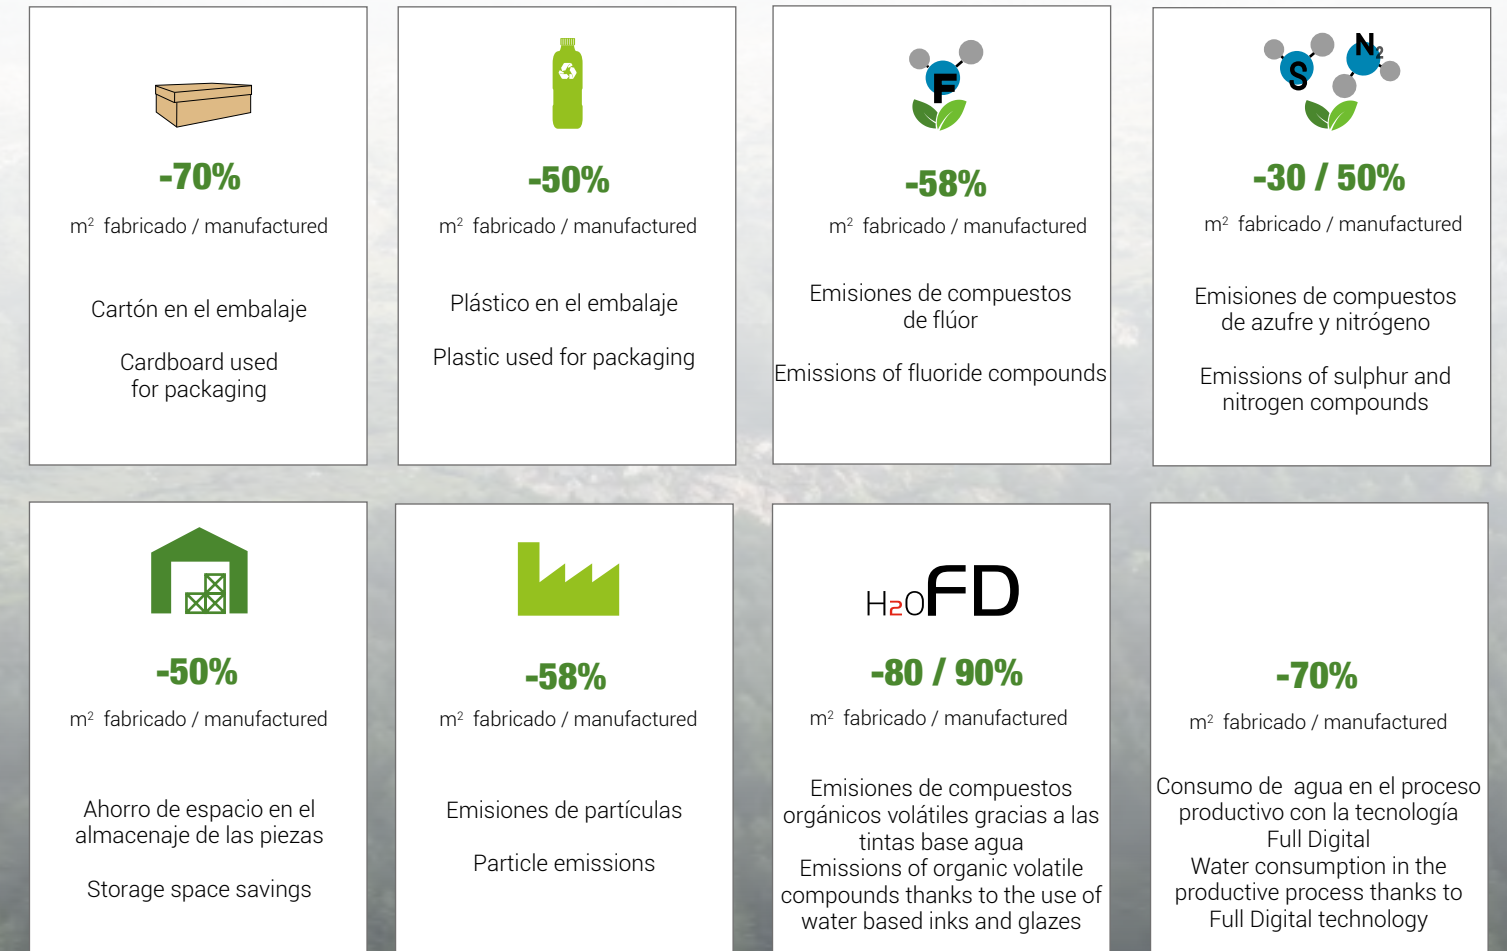 -70%
m² fabricado / manufactured
Cartón en el embalaje
Cardboard used
for packaging
-50%
m² fabricado / manufactured
Plástico en el embalaje
Plastic used for packaging
F
-58%
m² fabricado / manufactured
Emisiones de compuestos
de flúor
Emissions of fluoride compounds
S N₂
-30 / 50%
m² fabricado / manufactured
Emisiones de compuestos
de azufre y nitrógeno
Emissions of sulphur and
nitrogen compounds
-50%
m² fabricado / manufactured
Ahorro de espacio en el
almacenaje de las piezas
Storage space savings
-58%
m² fabricado / manufactured
Emisiones de partículas
Particle emissions
H2OFD
-80 / 90%
m² fabricado / manufactured
Emisiones de compuestos
orgánicos volátiles gracias a las
tintas base agua
Emissions of organic volatile
compounds thanks to the use of
water based inks and glazes
-70%
m² fabricado / manufactured
Consumo de agua en el proceso
productivo con la tecnología
Full Digital
Water consumption in the
productive process thanks to
Full Digital technology